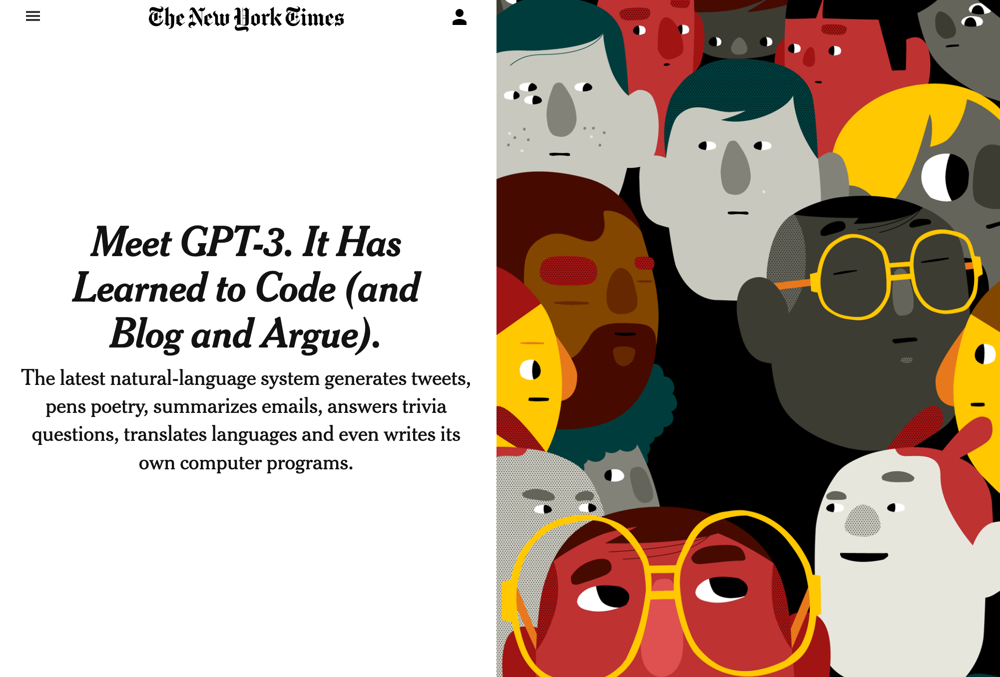 The New York Times
Meet GPT-3. It Has
Learned to Code (and
Blog and Argue).
The latest natural-language system generates tweets,
pens poetry, summarizes emails, answers trivia
questions, translates languages and even writes its
own computer programs.